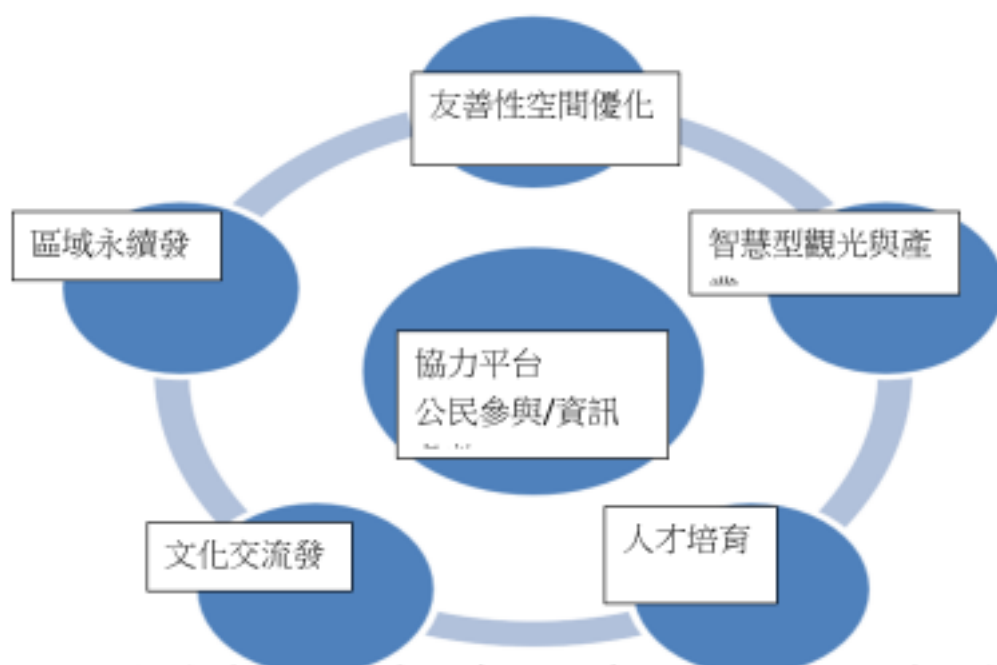 友善性空間優化
區域永續發
智慧型觀光與產
協力平台
公民參與/資訊
文化交流發
人才培育